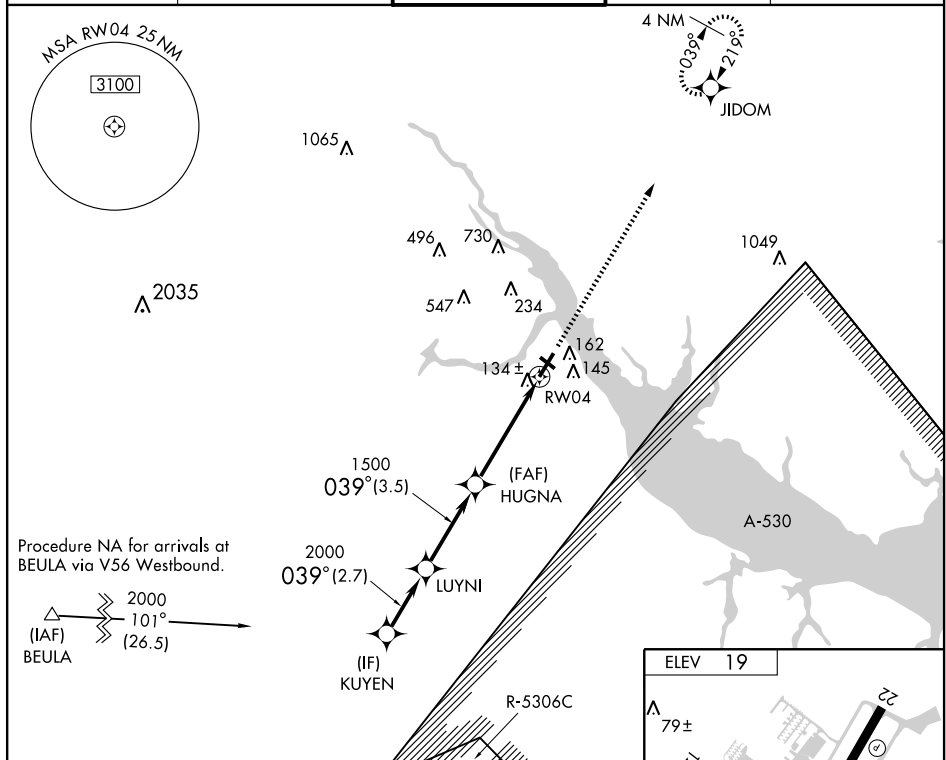 MSA RW04 25 NM
3100
4 NM
039°
219°
JIDOM
1065
496
730
1049
2035
547
234
162
134 ±
145
RW04
1500
039° (3.5)
(FAF)
HUGNA
A-530
Procedure NA for arrivals at
BEULA via V56 Westbound.
2000
039° (2.7)
LUYNI
2000
101°
(26.5)
(IAF)
BEULA
(IF)
KUYEN
R-5306C
ELEV 19
22
79 ±
P